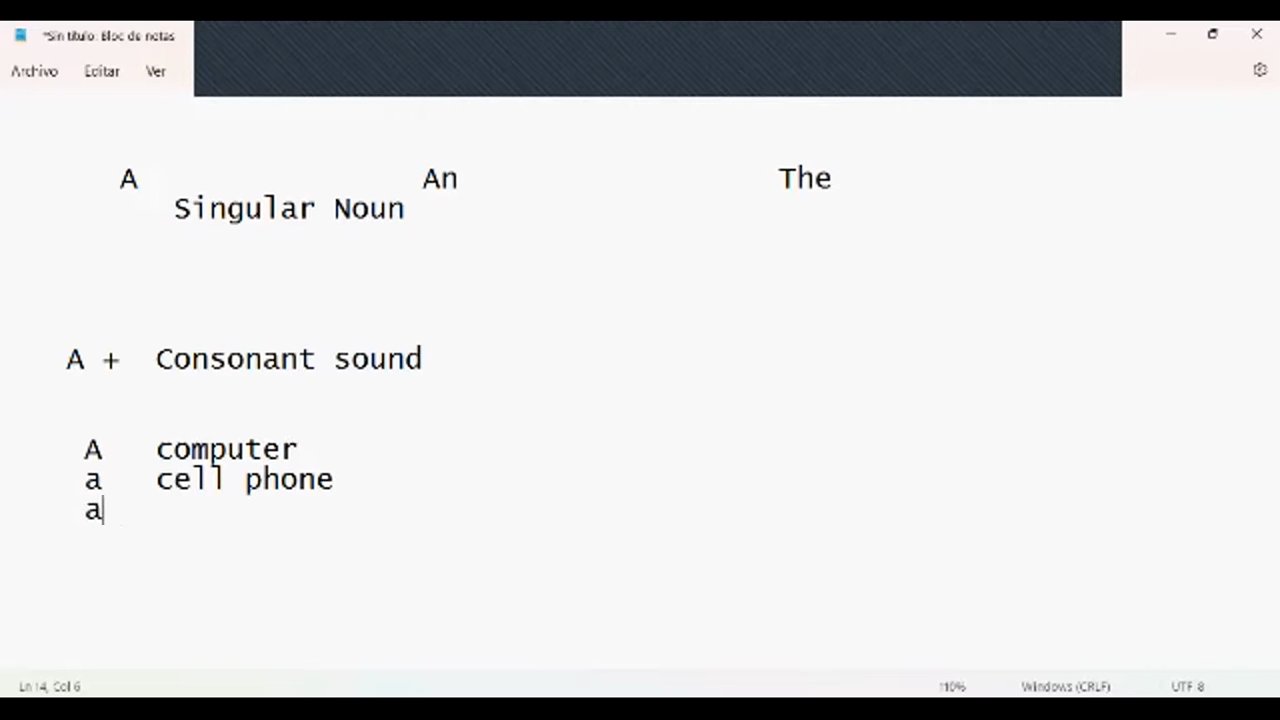 *Sin título: Bloc de notas
Archivo Editar Ver
A An The
Singular Noun
A + Consonant sound
A computer
a cell phone
a
Ln 14, Col 6 110% Windows (CRLF) UTF 8